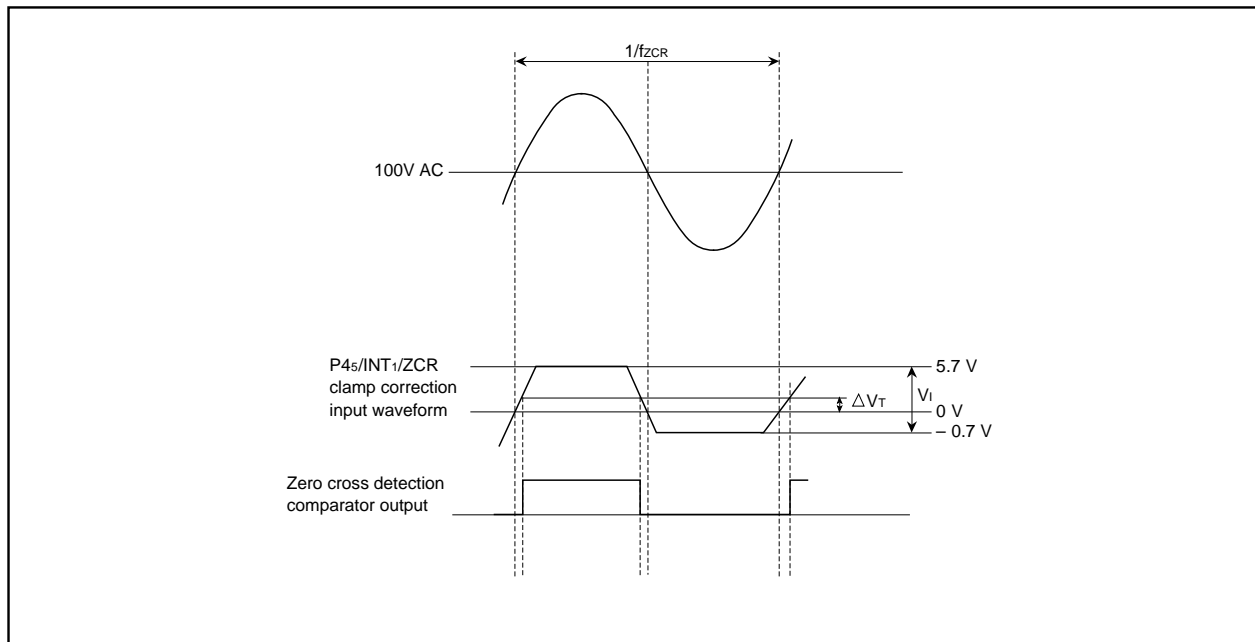 1/fZCR
100V AC
P45/INT1/ZCR
clamp correction
input waveform
5.7 V
VI
△VT
0 V
– 0.7 V
Zero cross detection
comparator output